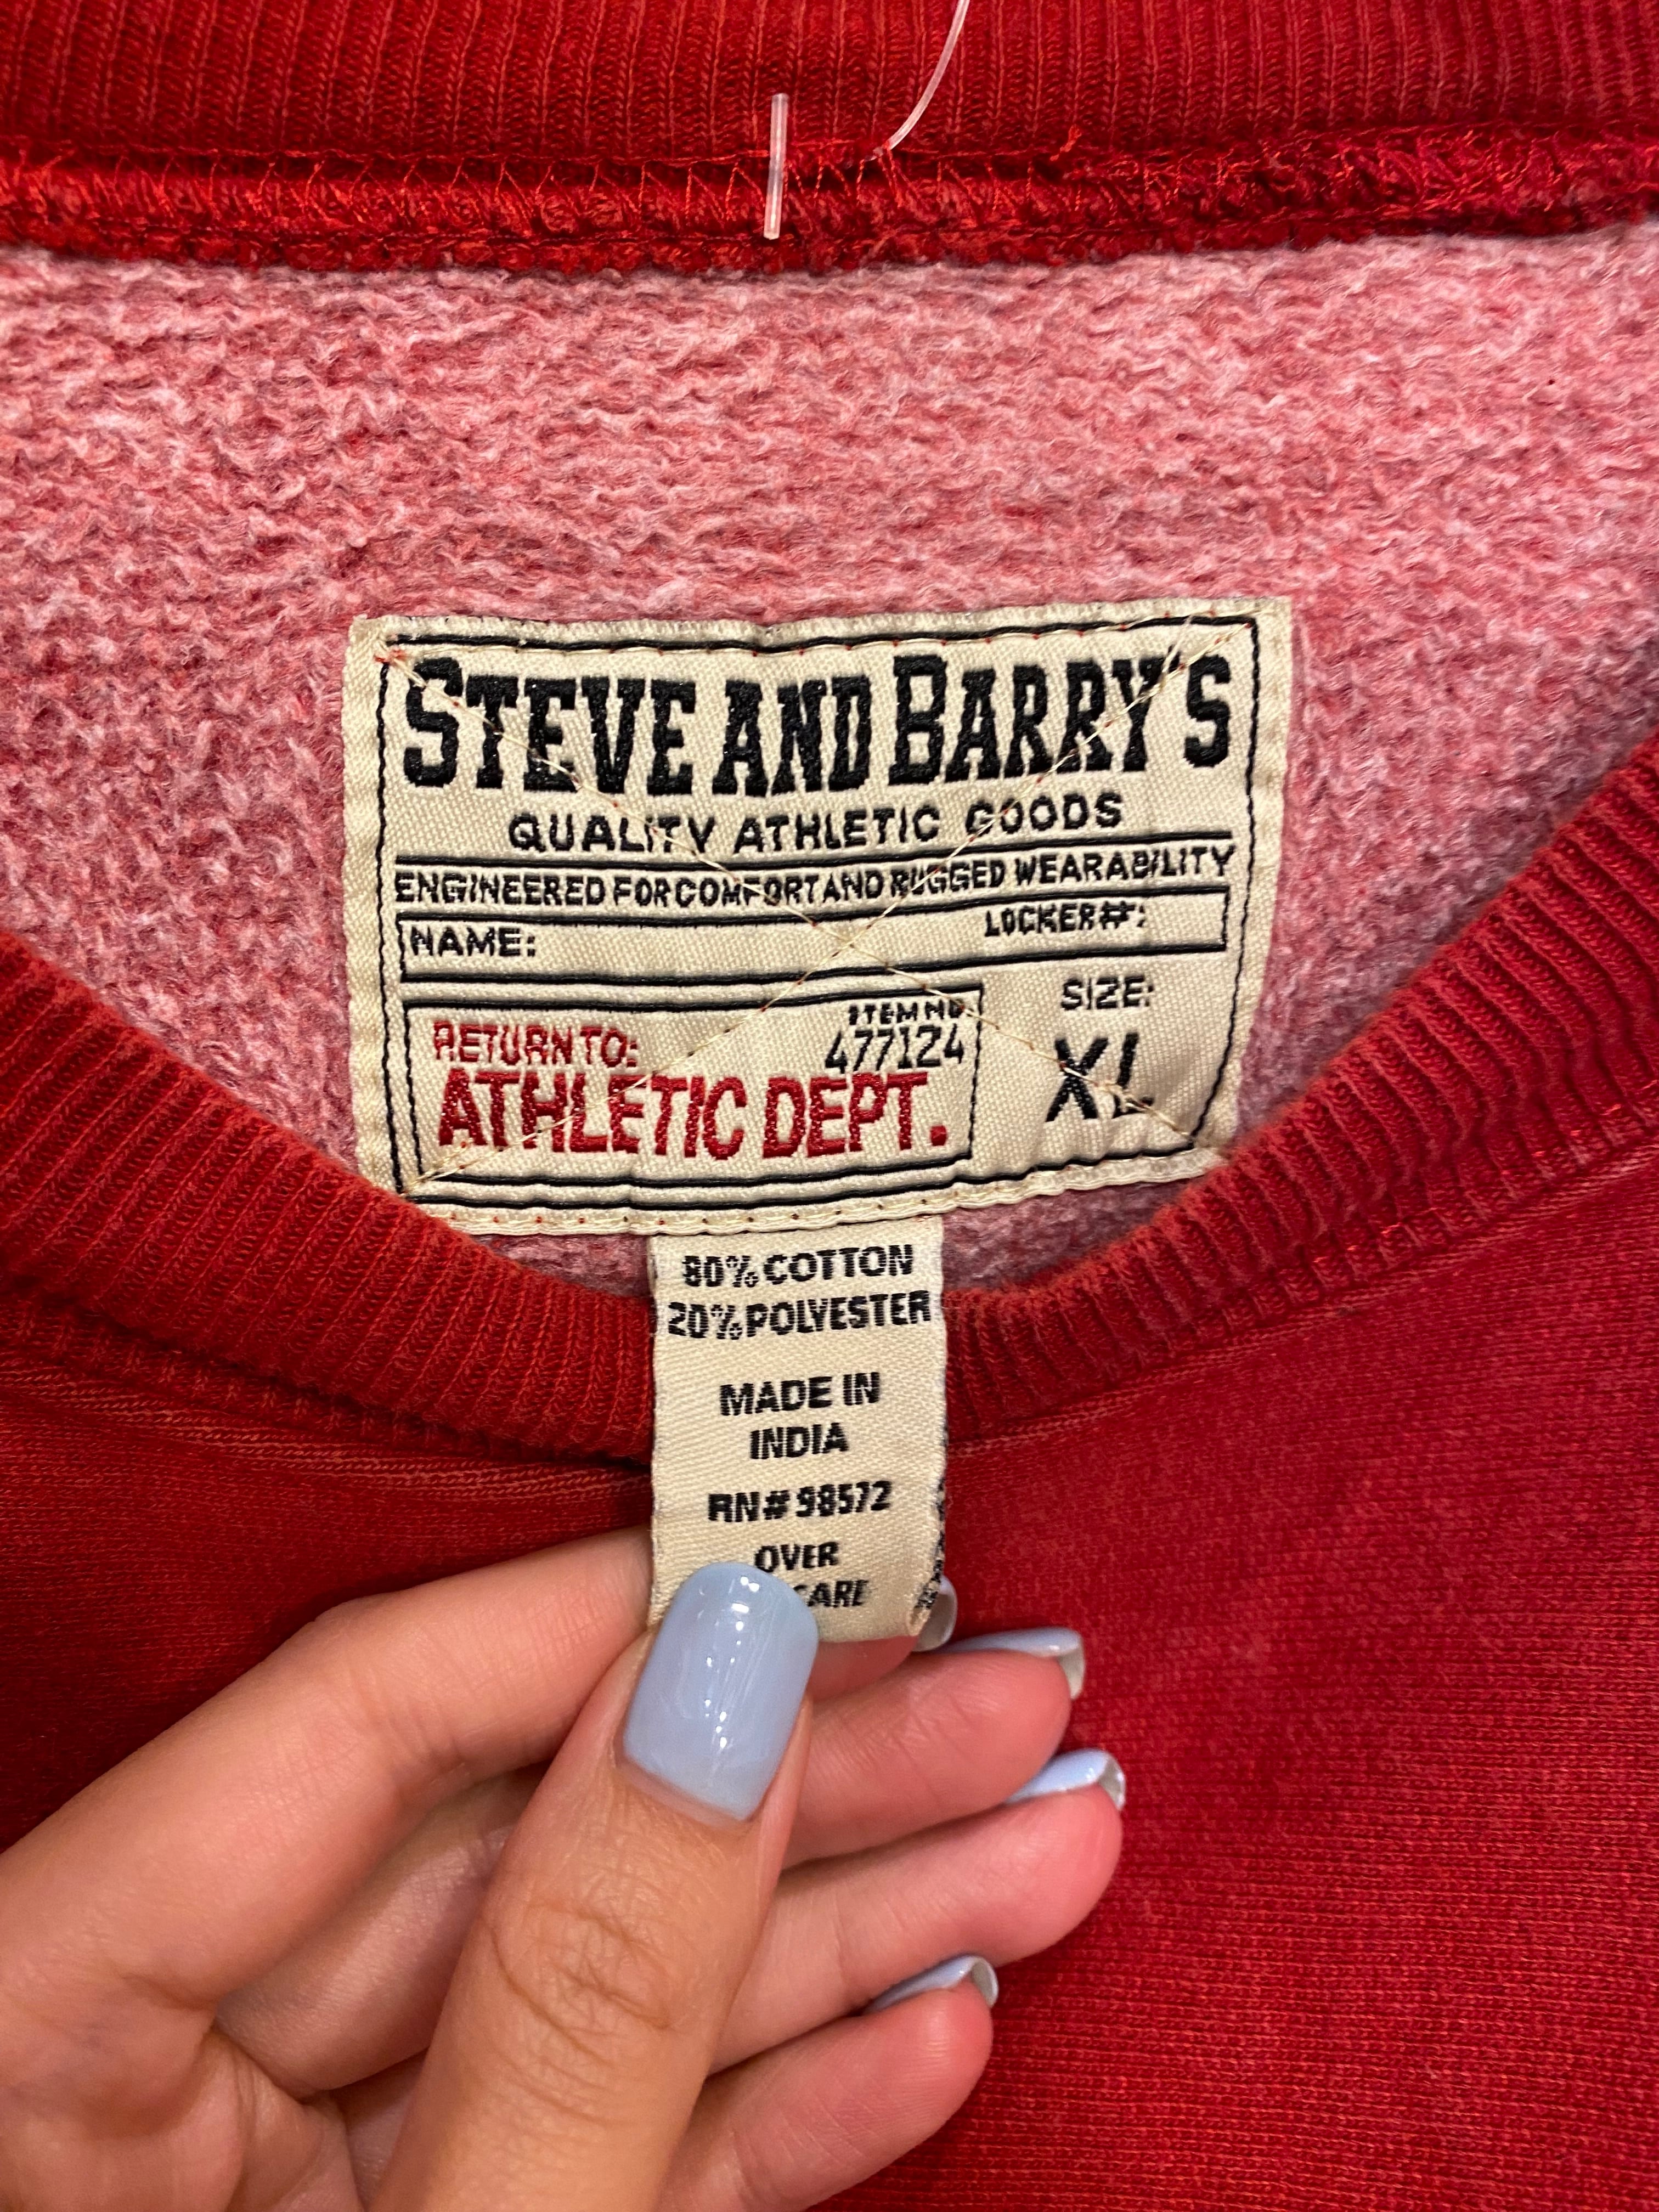 STEVE AND BARRY'S
QUALITY ATHLETIC GOODS
ENGINEERED FOR COMFORT AND RUGGED WEARABILITY
NAME: LOCKER#:
RETURN TO: ITEM NO.
477124
ATHLETIC DEPT.
SIZE:
XL
80% COTTON
20% POLYESTER
MADE IN
INDIA
RN# 98572
OVER
CARE